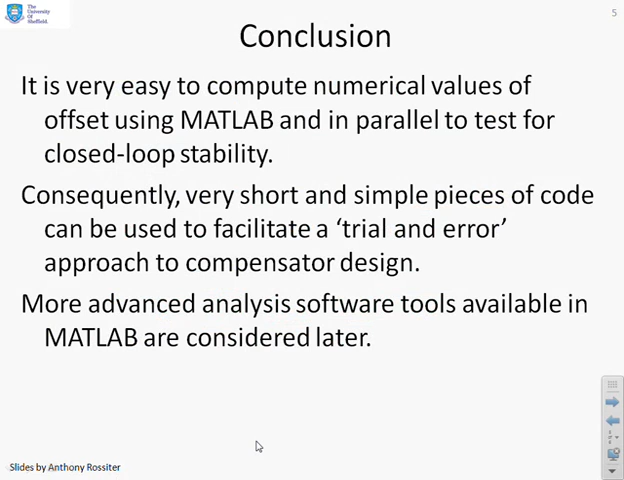 The
University
Of
Sheffield.
5
Conclusion
It is very easy to compute numerical values of
offset using MATLAB and in parallel to test for
closed-loop stability.
Consequently, very short and simple pieces of code
can be used to facilitate a ‘trial and error’
approach to compensator design.
More advanced analysis software tools available in
MATLAB are considered later.
Slides by Anthony Rossiter